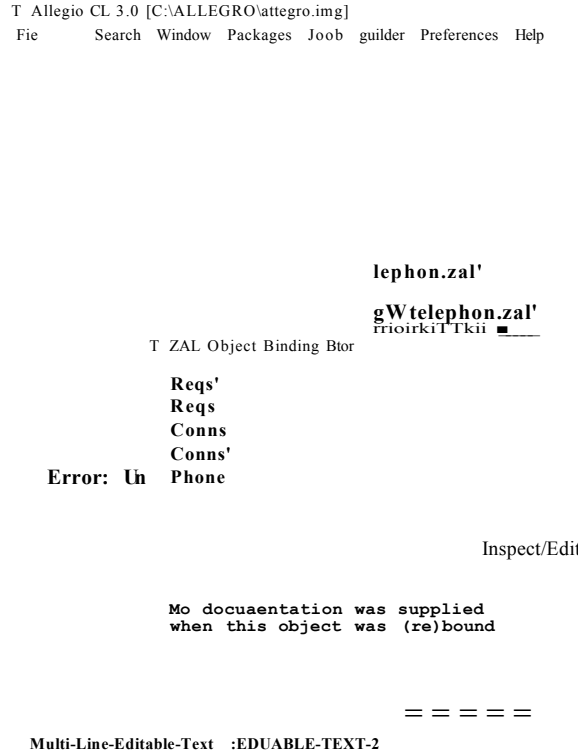 T Allegio CL 3.0 [C:\ALLEGRO\attegro.img]
Fie Search Window Packages Joob guilder Preferences Help
lephon.zal'
gWtelephon.zal'
T ZAL Object Binding Btor
Reqs'
Reqs
Conns
Conns'
Error: Un Phone
Inspect/Edit
Mo docuaentation was supplied
when this object was (re)bound
=====
Multi-Line-Editable-Text :EDUABLE-TEXT-2